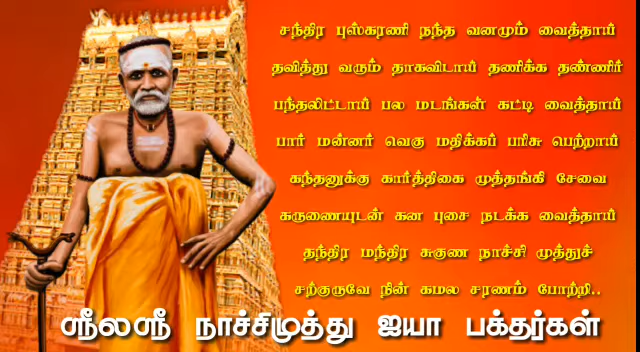 சந்திர புஸ்கரணி நந்த வனமும் வைத்தாய்
தவித்து வரும் தாகவிடாய் தணிக்க தண்ணிர்
பந்தலிட்டாய் பல மடங்கள் கட்டி வைத்தாய்
பார் மன்னர் வெகு மதிக்கப் பரிசு பெற்றாய்
கந்தனுக்கு கார்த்திகை முத்தங்கி சேவை
கருணையுடன் கன பூசை நடக்க வைத்தாய்
தந்திர மந்திர சுகுண நாச்சி முத்துச்
சற்குருவே நின் கமல சரணம் போற்றி..
ஸ்ரீலஸ்ரீ நாச்சிமுத்து ஐயா பக்தர்கள்